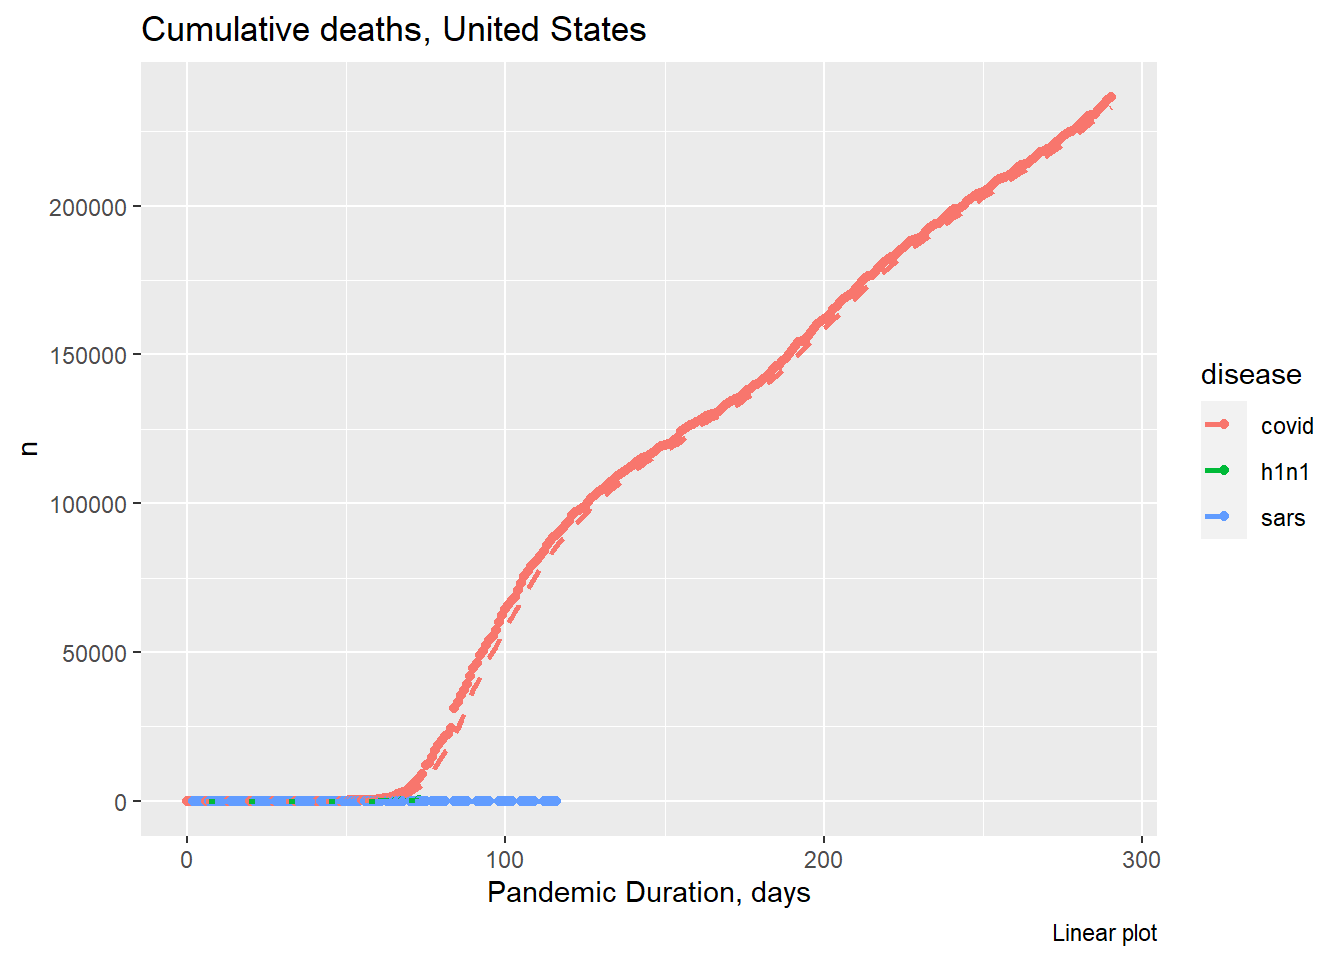 Cumulative deaths, United States
n
200000
150000
100000
50000
0
0
100
200
300
Pandemic Duration, days
Linear plot
disease
covid
h1n1
sars